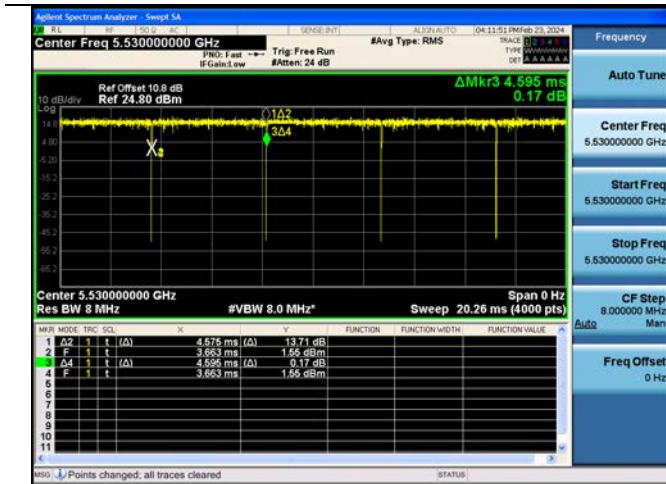 Agilent Spectrum Analyzer - Swept SA
RL RF 50 Ω AC SENSE:INT ALIGN AUTO 04:11:51 PM Feb 23, 2024
Center Freq 5.530000000 GHz
PNO: Fast
IFGain:Low
Trig: Free Run
#Atten: 24 dB
#Avg Type: RMS
TRACE 1 2 3 4 5 6
TYPE
DET A A A A A A
Frequency
Auto Tune
Center Freq
5.530000000 GHz
Start Freq
5.530000000 GHz
Stop Freq
5.530000000 GHz
CF Step
8.000000 MHz
Auto Man
Freq Offset
0 Hz
Ref Offset 10.8 dB
10 dB/div Ref 24.80 dBm
Log
ΔMkr3 4.595 ms
0.17 dB
1Δ2
3Δ4
14.8
4.80
-5.20
-15.2
-25.2
-35.2
-45.2
-55.2
-65.2
Center 5.530000000 GHz Span 0 Hz
Res BW 8 MHz #VBW 8.0 MHz* Sweep 20.26 ms (4000 pts)
MKR MODE TRC SCL X Y FUNCTION FUNCTION WIDTH FUNCTION VALUE
1 Δ2 1 t (Δ) 4.575 ms (Δ) 13.71 dB
2 F 1 t 3.663 ms 1.55 dBm
3 Δ4 1 t (Δ) 4.595 ms (Δ) 0.17 dB
4 F 1 t 3.663 ms 1.55 dBm
5
6
7
8
9
10
11
MSG Points changed; all traces cleared STATUS